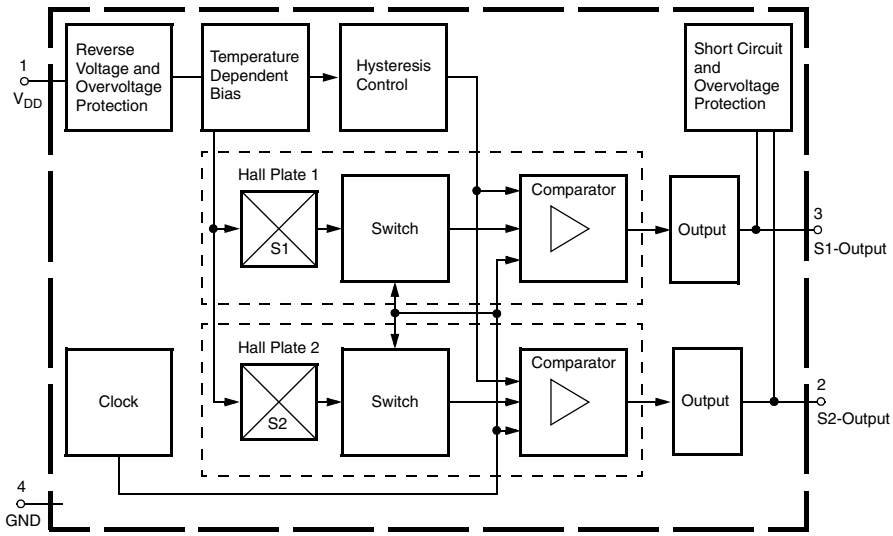 1
VDD
Reverse
Voltage and
Overvoltage
Protection
Temperature
Dependent
Bias
Hysteresis
Control
Short Circuit
and
Overvoltage
Protection
Hall Plate 1
S1
Switch
Comparator
Output
3
S1-Output
Hall Plate 2
S2
Switch
Comparator
Output
2
S2-Output
Clock
4
GND